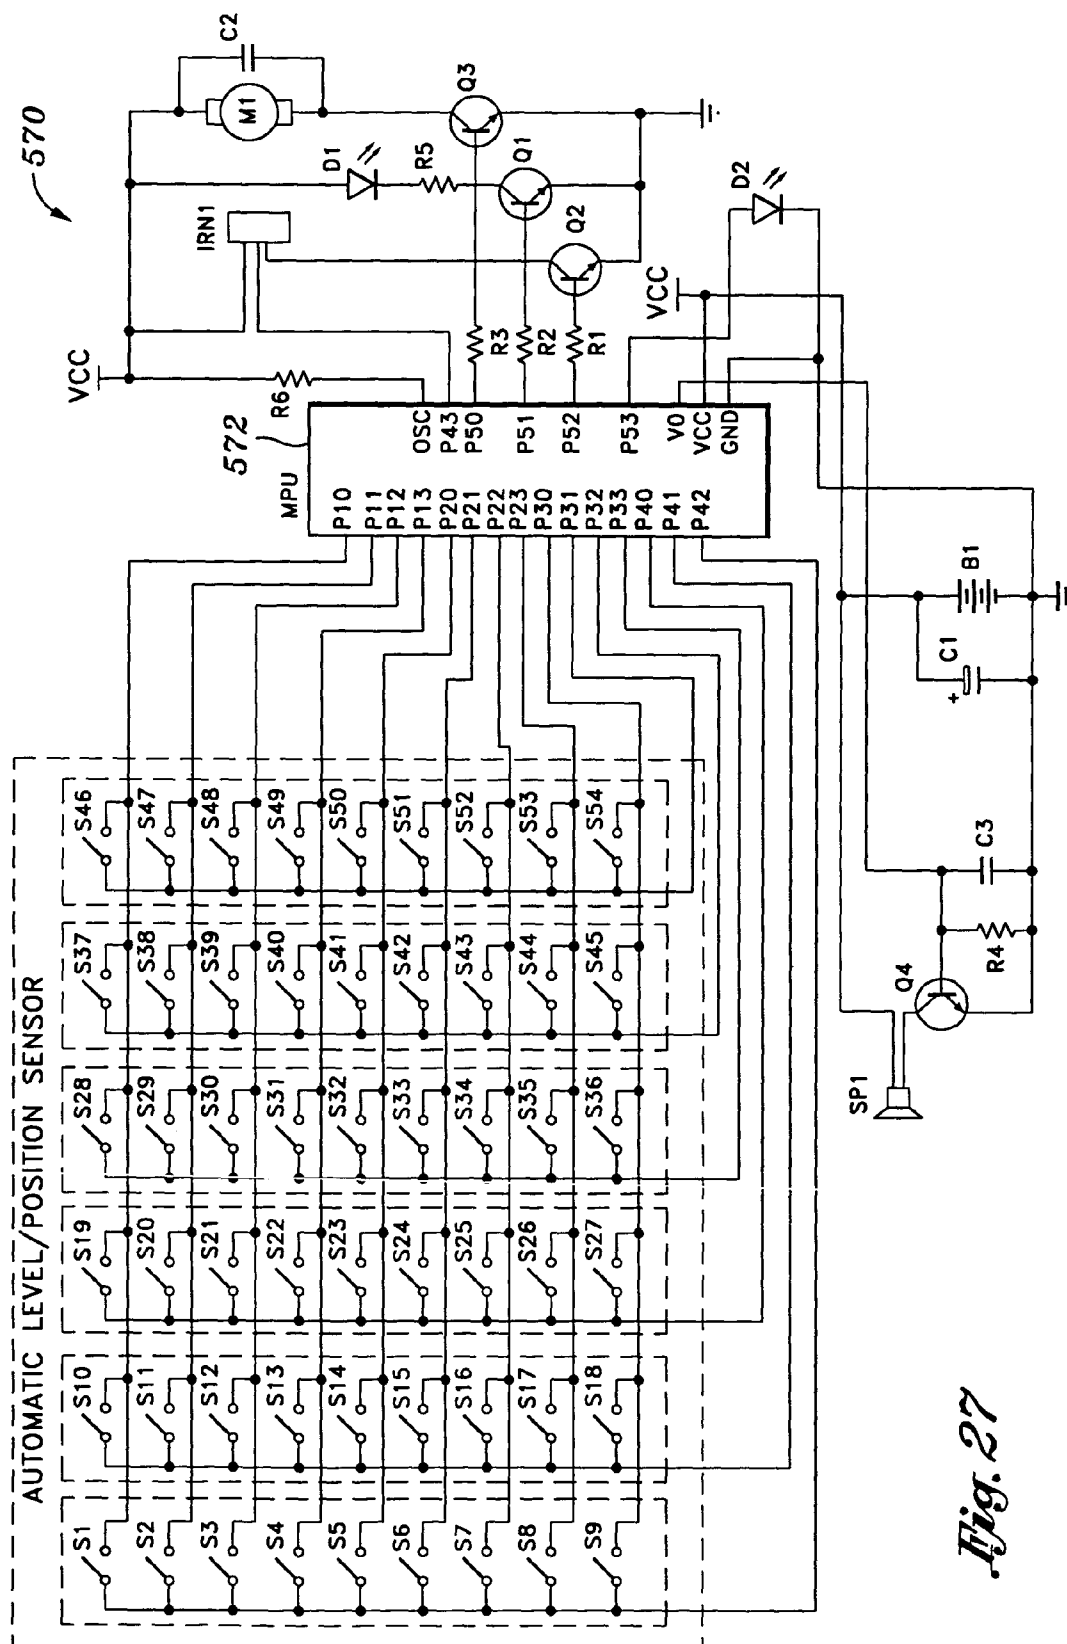 570
VCC
R6
IRN1
M1
C2
D1
R5
Q3
Q1
Q2
572
MPU
OSC
P43
P50
P51
P52
P53
V0
VCC
GND
P10
P11
P12
P13
P20
P21
P22
P23
P30
P31
P32
P33
P40
P41
P42
R3
R2
R1
VCC
D2
AUTOMATIC LEVEL/POSITION SENSOR
S46
S47
S48
S49
S50
S51
S52
S53
S54
S37
S38
S39
S40
S41
S42
S43
S44
S45
S28
S29
S30
S31
S32
S33
S34
S35
S36
S19
S20
S21
S22
S23
S24
S25
S26
S27
S10
S11
S12
S13
S14
S15
S16
S17
S18
S1
S2
S3
S4
S5
S6
S7
S8
S9
B1
C1
+
C3
R4
Q4
SP1
Fig. 27